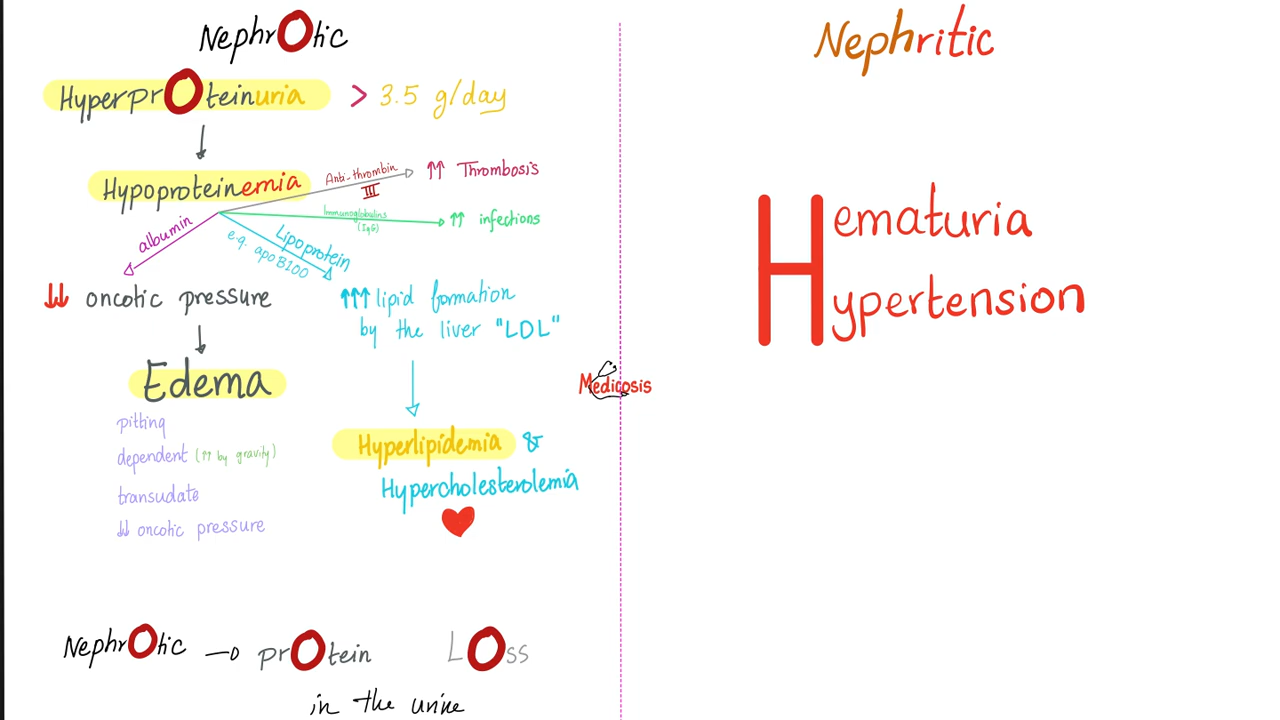 NephrOtic
HyperprOteinuria > 3.5 g/day
Hypoproteinemia
Anti-thrombin
III
↑↑ Thrombosis
Immunoglobulins
(IgG)
↑↑ infections
albumin
Lipoprotein
e.g. apoB100
↓↓ oncotic pressure
↑↑↑ lipid formation
by the liver "LDL"
Edema
pitting
dependent (↑↑ by gravity)
transudate
↓↓ oncotic pressure
Hyperlipidemia &
Hypercholesterolemia
NephrOtic → prOtein LOss
in the urine
Medicosis
Nephritic
Hematuria
Hypertension